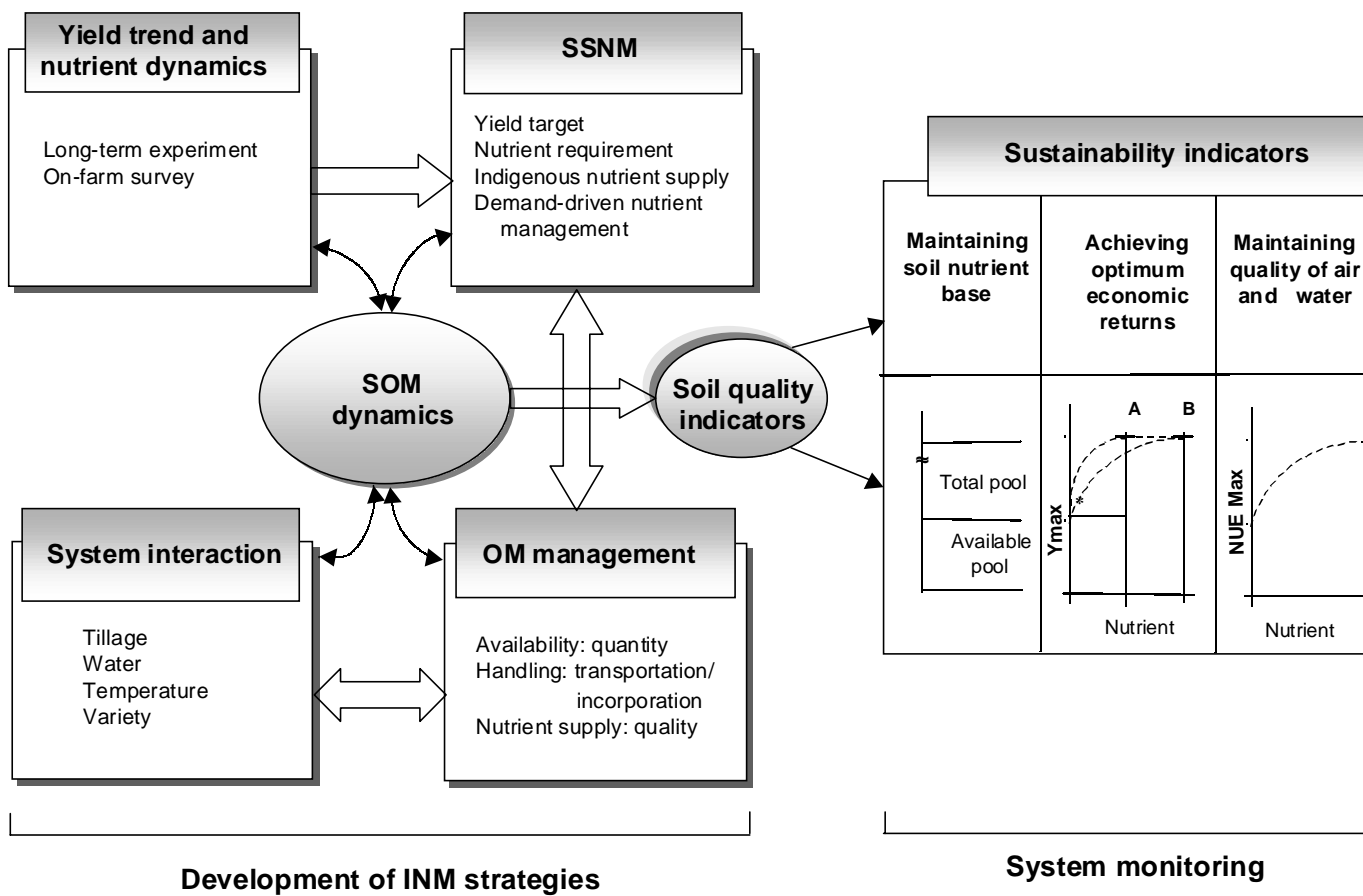 Yield trend and
nutrient dynamics
Long-term experiment
On-farm survey
SSNM
Yield target
Nutrient requirement
Indigenous nutrient supply
Demand-driven nutrient
management
SOM
dynamics
Soil quality
indicators
System interaction
Tillage
Water
Temperature
Variety
OM management
Availability: quantity
Handling: transportation/
incorporation
Nutrient supply: quality
Development of INM strategies
Sustainability indicators
Maintaining
soil nutrient
base
Achieving
optimum
economic
returns
Maintaining
quality of air
and water
≈
Total pool
Available
pool
A B
*
Ymax
Nutrient
NUE Max
Nutrient
System monitoring